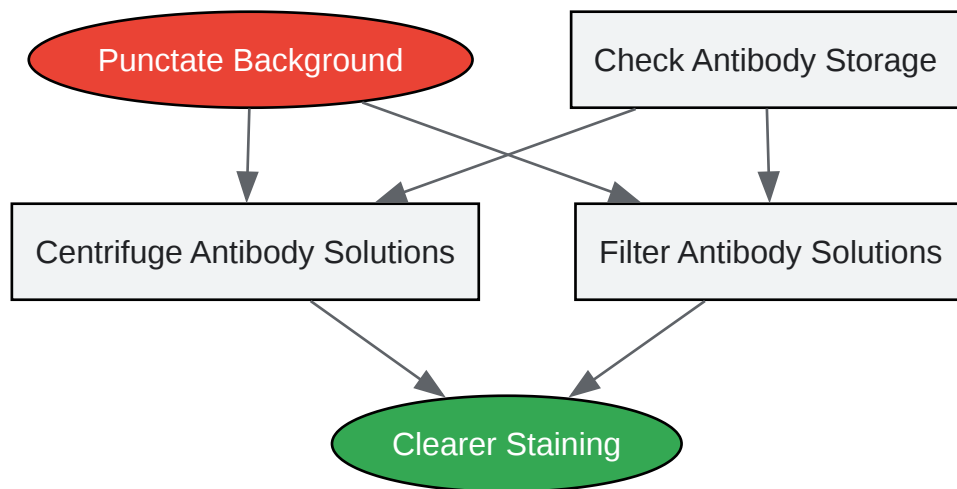 Punctate Background
Check Antibody Storage
Centrifuge Antibody Solutions
Filter Antibody Solutions
Clearer Staining